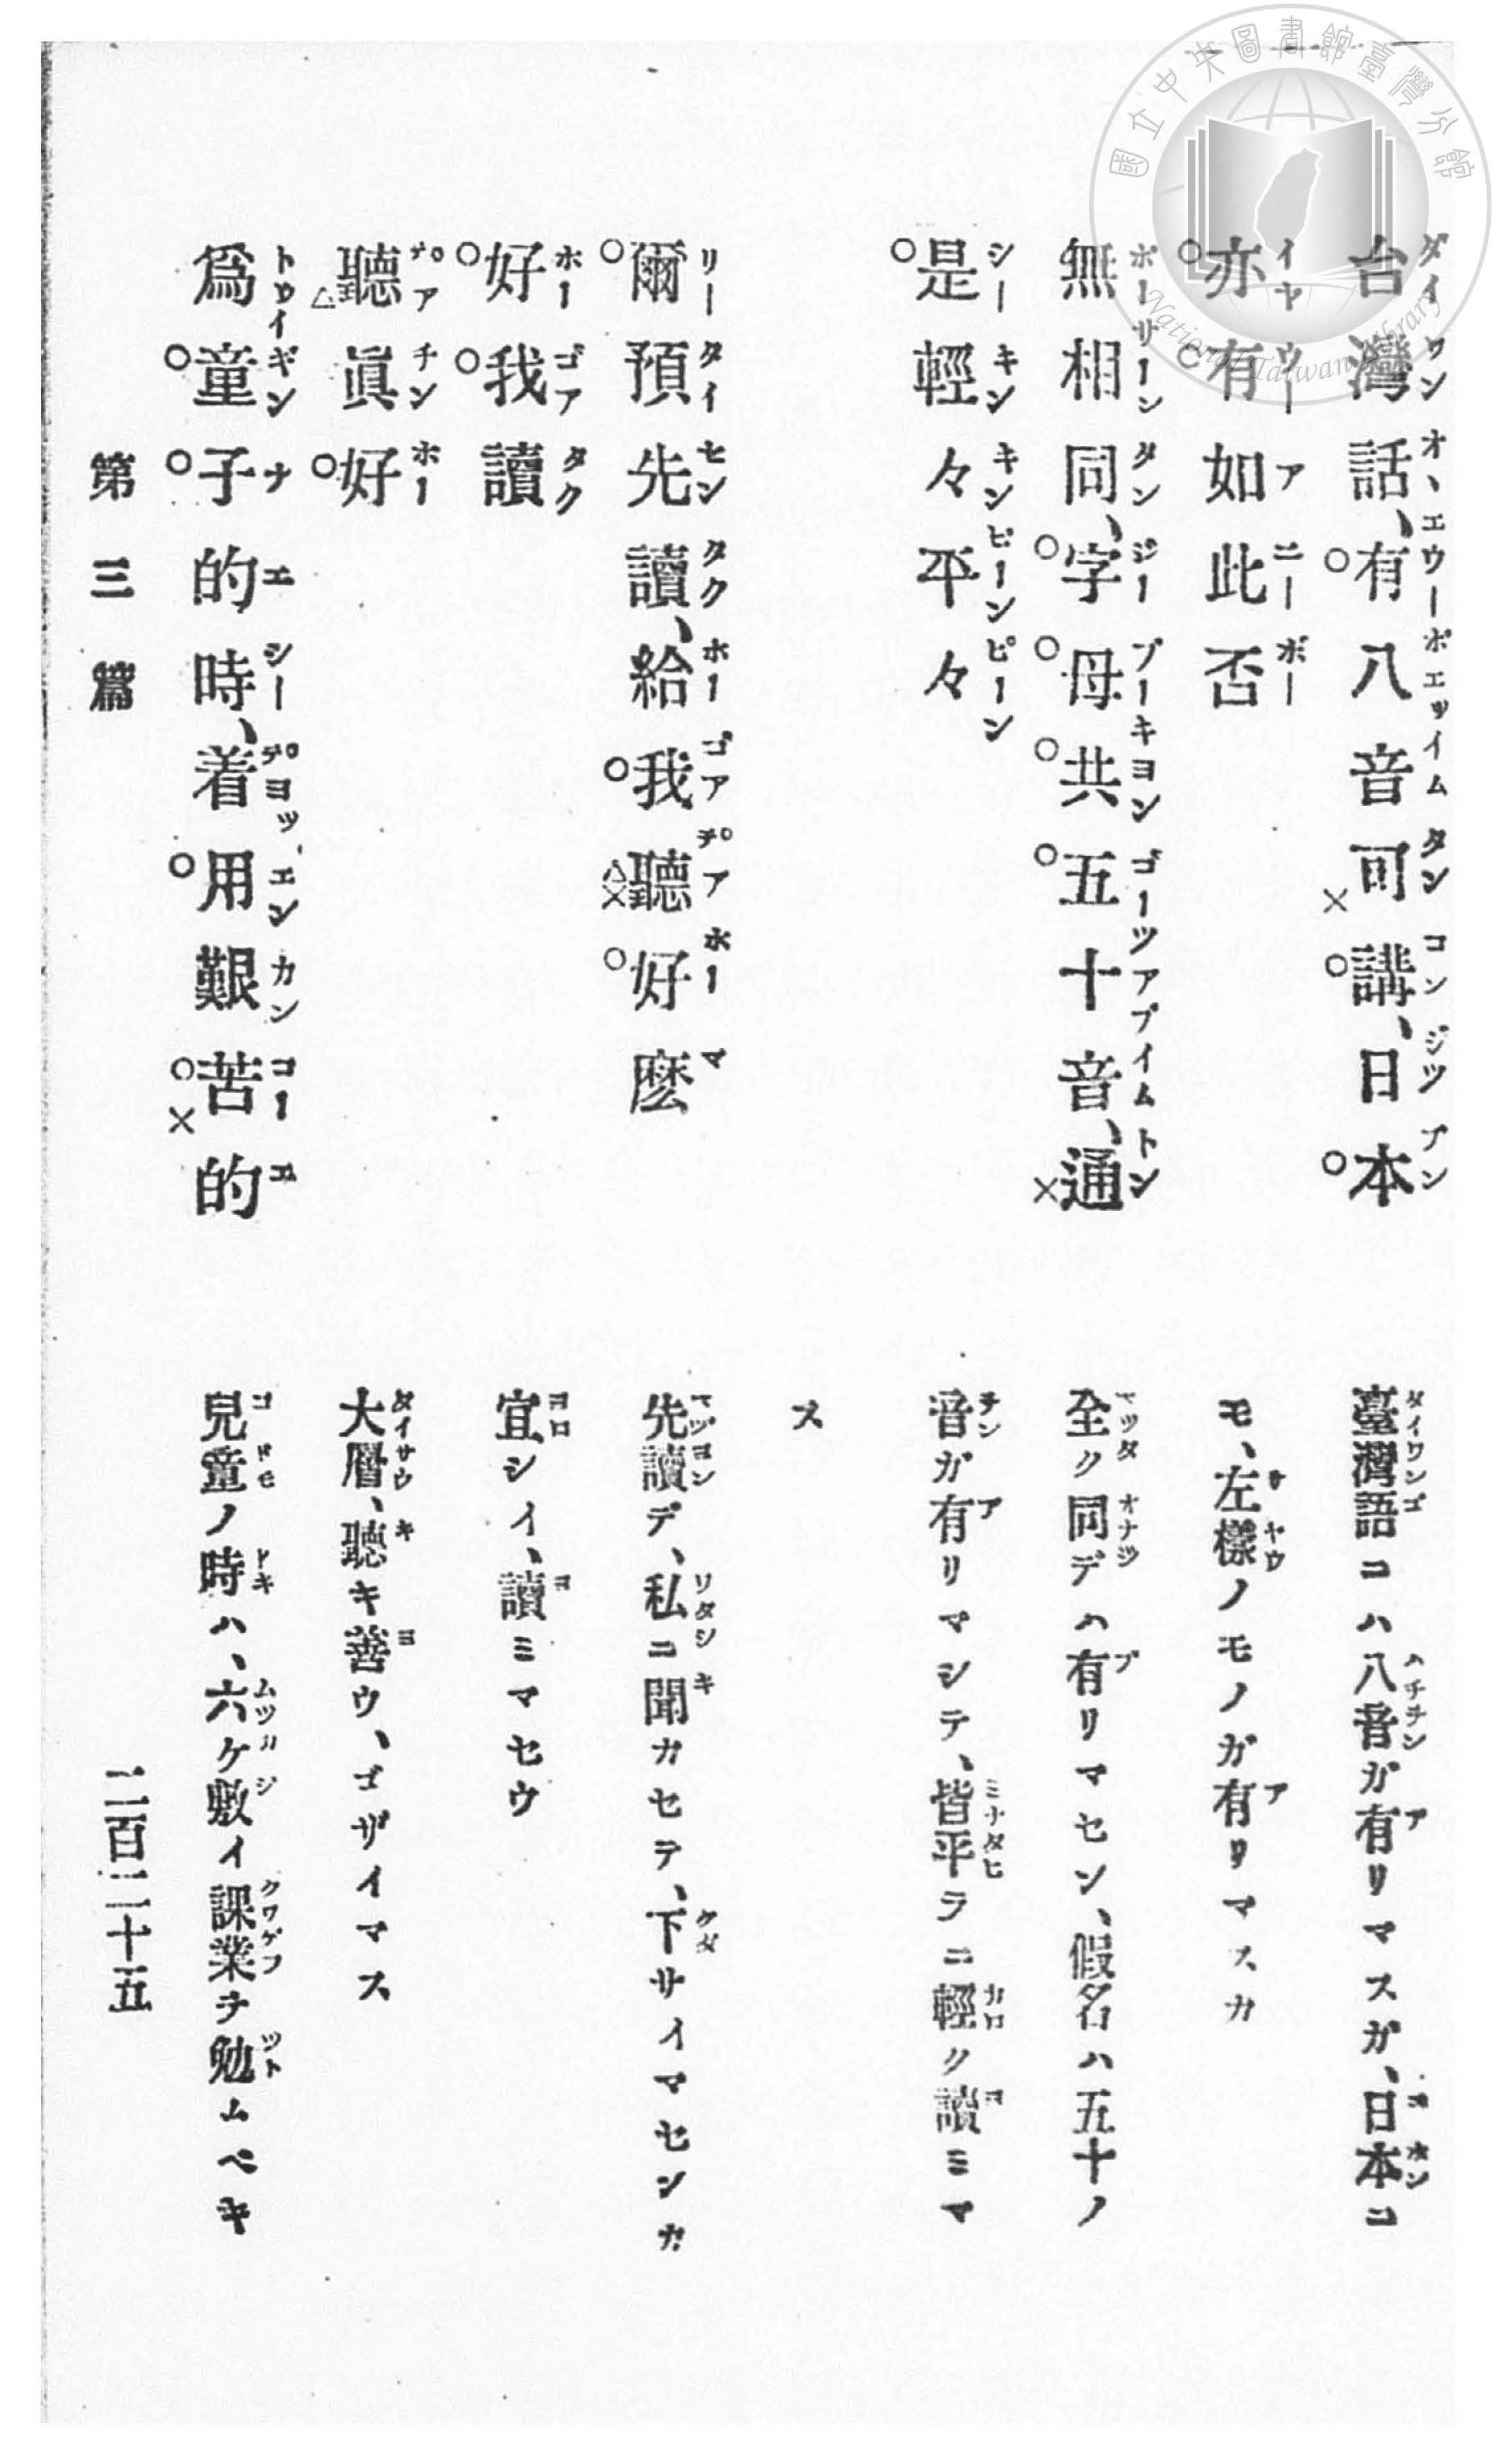 台灣話、有八音可講、日本
亦有如此否
無相同、字母共五十音、通
是輕々平々
爾預先讀、給我聽好麽
好我讀
聽眞好
爲童子的時、着用艱苦的
臺灣語ニハ八音ガ有リマスガ、日本ニ
モ、左樣ノモノガ有リマスカ
全ク同デハ有リマセン、假名ハ五十ノ
音ガ有リマシテ、皆平ラニ輕ク讀ミマ
ス
先讀デ、私ニ聞カセテ、下サイマセンカ
宜シイ、讀ミマセウ
大層、聽キ善ウ、ゴザイマス
兒童ノ時ハ、六ケ敷イ課業ヲ勉ムベキ
第三篇
二百二十五
國立中央圖書館臺灣分館
National Taiwan Library